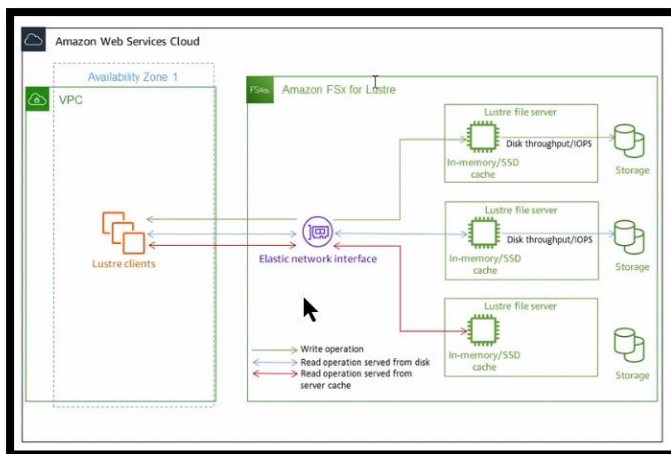 Amazon Web Services Cloud
Availability Zone 1
VPC
FSx
Amazon FSx for Lustre
Lustre file server
Disk throughput/IOPS
In-memory/SSD
cache
Storage
Lustre file server
Disk throughput/IOPS
In-memory/SSD
cache
Storage
Lustre clients
Elastic network interface
Lustre file server
In-memory/SSD
cache
Storage
Write operation
Read operation served from disk
Read operation served from
server cache